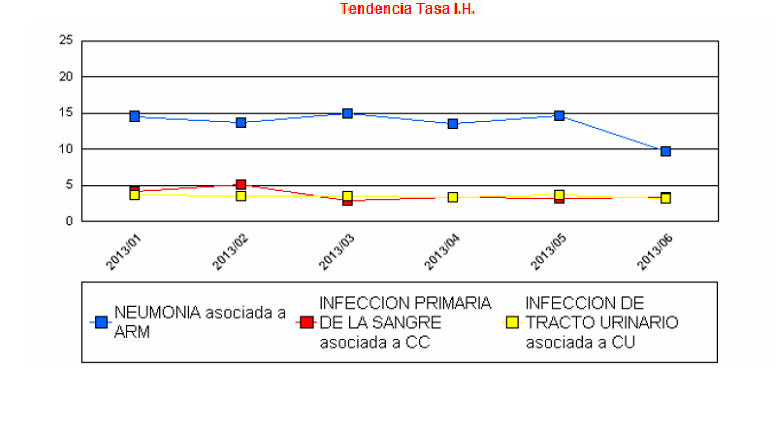 Tendencia Tasa I.H.
25
20
15
10
5
0
2013/01
2013/02
2013/03
2013/04
2013/05
2013/06
NEUMONIA asociada a
ARM
INFECCION PRIMARIA
DE LA SANGRE
asociada a CC
INFECCION DE
TRACTO URINARIO
asociada a CU